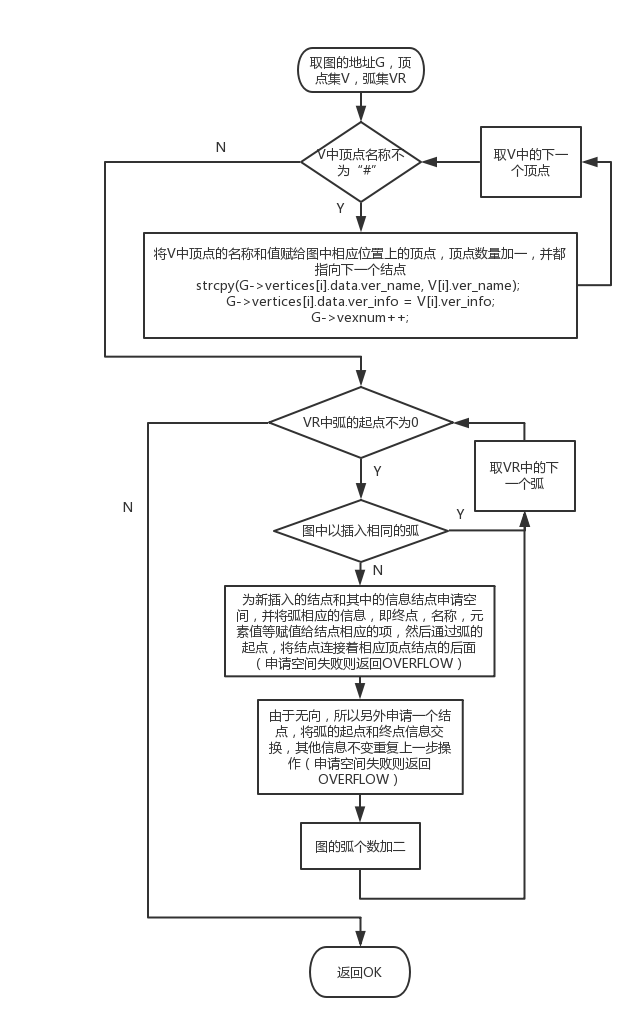 取图的地址G，顶
点集V，弧集VR
N
V中顶点名称不
为“#”
取V中的下一
个顶点
Y
将V中顶点的名称和值赋给图中相应位置上的顶点，顶点数量加一，并都
指向下一个结点
strcpy(G->vertices[i].data.ver_name, V[i].ver_name);
G->vertices[i].data.ver_info = V[i].ver_info;
G->vexnum++;
VR中弧的起点不为0
Y
取VR中的下
一个弧
N
图中以插入相同的弧
Y
N
为新插入的结点和其中的信息结点申请空
间，并将弧相应的信息，即终点，名称，元
素值等赋值给结点相应的项，然后通过弧的
起点，将结点连接着相应顶点结点的后面
（申请空间失败则返回OVERFLOW）
由于无向，所以另外申请一个结
点，将弧的起点和终点信息交
换，其他信息不变重复上一步操
作（申请空间失败则返回
OVERFLOW）
图的弧个数加二
返回OK